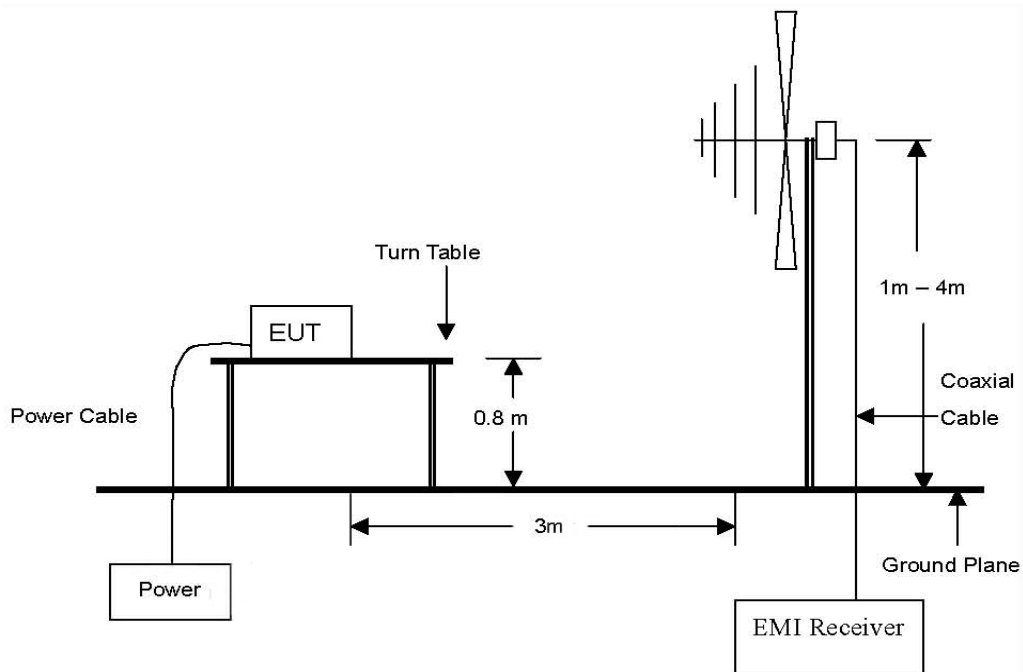 Turn Table
EUT
1m – 4m
Coaxial
Cable
Power Cable
0.8 m
3m
Ground Plane
Power
EMI Receiver